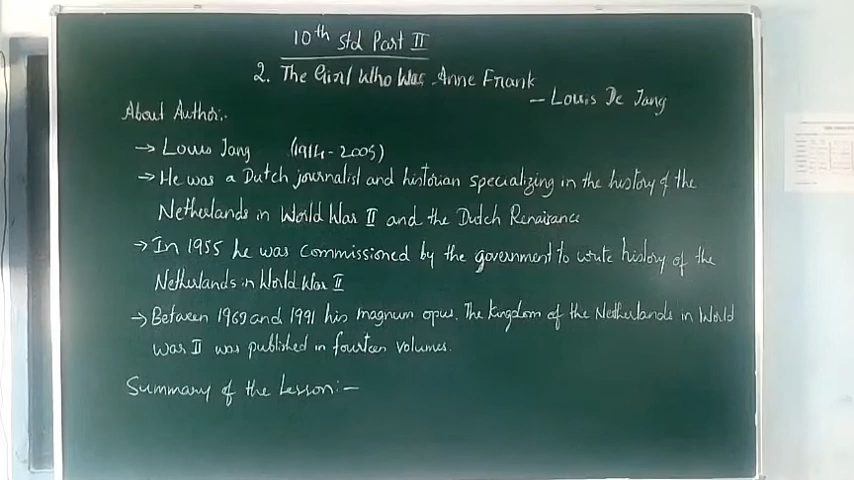 10th Std Part II
2. The Girl Who Was Anne Frank
– Louis De Jang
About Author:-
→ Louis Jang (1914-2005)
→ He was a Dutch journalist and historian specializing in the history of the
Netherlands in World War II and the Dutch Renaisance
→ In 1955 he was commissioned by the government to write history of the
Netherlands in World War II
→ Between 1969 and 1991 his magnum opus. The Kingdom of the Netherlands in World
War II was published in fourteen volumes.
Summary of the Lesson:–